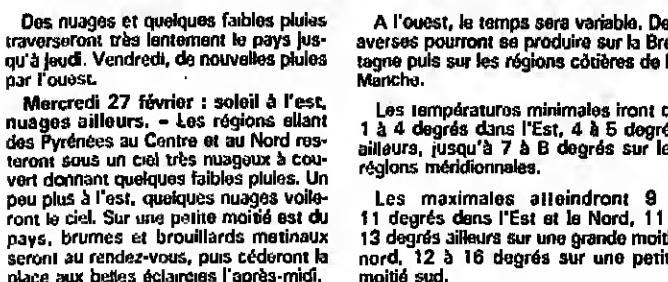 Des nuages et quelques faibles pluies
traverseront très lentement le pays jus-
qu'à jeudi. Vendredi, de nouvelles pluies
par l'ouest.
Mercredi 27 février : soleil à l'est,
nuages ailleurs. – Les régions allant
des Pyrénées au Centre et au Nord res-
teront sous un ciel très nuageux à cou-
vert donnant quelques faibles pluies. Un
peu plus à l'est, quelques nuages voile-
ront le ciel. Sur une petite moitié est du
pays, brumes et brouillards matinaux
seront au rendez-vous, puis céderont la
place aux belles éclaircies l'après-midi.
A l'ouest, le temps sera variable. De
averses pourront se produire sur la Bre
tagne puis sur les régions côtières de l
Manche.
Les températures minimales iront d
1 à 4 degrés dans l'Est, 4 à 5 degré
ailleurs, jusqu'à 7 à 8 degrés sur le
régions méridionnales.
Les maximales atteindront 9
11 degrés dans l'Est et le Nord, 11
13 degrés ailleurs sur une grande moiti
nord, 12 à 16 degrés sur une petit
moitié sud.